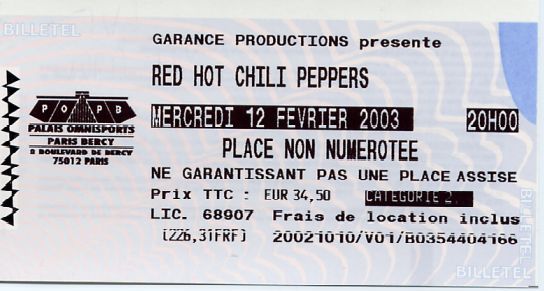 BILLETEL
GARANCE PRODUCTIONS presente
RED HOT CHILI PEPPERS
MERCREDI 12 FEVRIER 2003 20H00
POPB
PALAIS OMNISPORTS
PARIS BERCY
8 BOULEVARD DE BERCY
75012 PARIS
PLACE NON NUMEROTEE
NE GARANTISSANT PAS UNE PLACE ASSISE
Prix TTC : EUR 34,50 CATEGORIE 2
LIC. 68907 Frais de location inclus
[226,31FRF] 20021010/V01/B0354404166
BILLETEL
BILLETEL